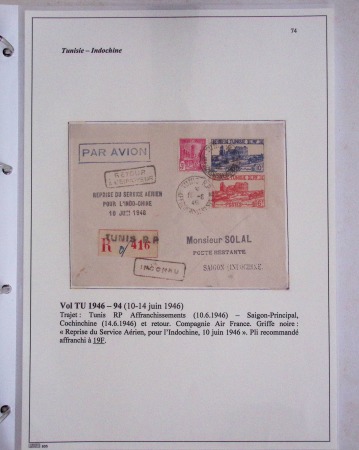 74
Tunisie – Indochine
PAR AVION
RETOUR
A L'ENVOYEUR
REPRISE DU SERVICE AÉRIEN
POUR L'INDO-CHINE
10 JUIN 1946
TUNIS R.P.
R 416
INCONNU
Monsieur SOLAL
POSTE RESTANTE
SAIGON INDOCHINE
Vol TU 1946 – 94 (10-14 juin 1946)
Trajet : Tunis RP Affranchissements (10.6.1946) – Saigon-Principal,
Cochinchine (14.6.1946) et retour. Compagnie Air France. Griffe noire :
« Reprise du Service Aérien, pour l'Indochine, 10 juin 1946 ». Pli recommandé
affranchi à 19F.